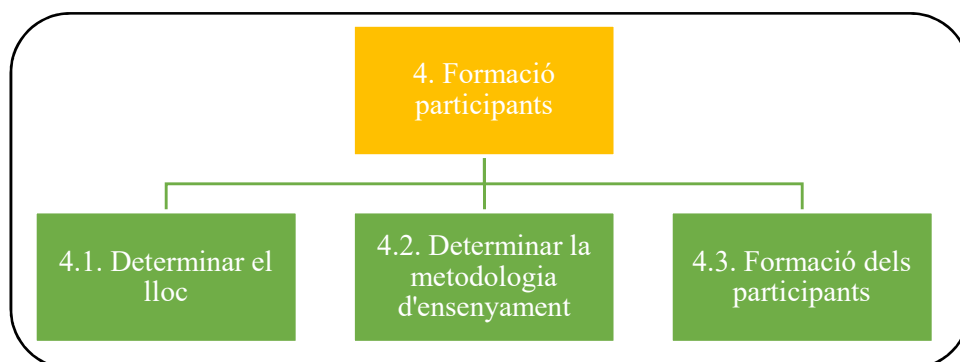 4. Formació
participants
4.1. Determinar el
lloc
4.2. Determinar la
metodologia
d'ensenyament
4.3. Formació dels
participants